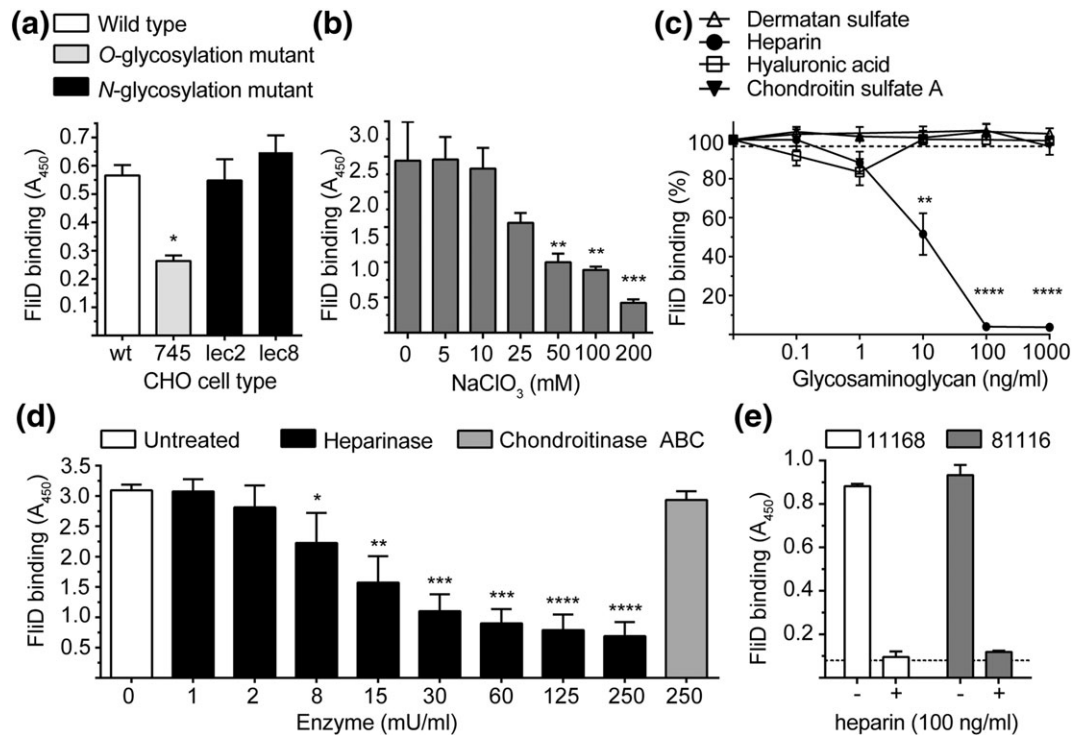 (a)
Wild type
O-glycosylation mutant
N-glycosylation mutant
FliD binding (A450)
0.7
0.6
0.5
0.4
0.3
0.2
0.1
*
wt 745 lec2 lec8
CHO cell type
(b)
FliD binding (A450)
2.5
2.0
1.5
1.0
0.5
** ** ***
0 5 10 25 50 100 200
NaClO3 (mM)
(c)
Dermatan sulfate
Heparin
Hyaluronic acid
Chondroitin sulfate A
FliD binding (%)
100
80
60
40
20
**
**** ****
0.1 1 10 100 1000
Glycosaminoglycan (ng/ml)
(d)
Untreated Heparinase Chondroitinase ABC
FliD binding (A450)
3.5
3.0
2.5
2.0
1.5
1.0
0.5
* ** *** *** **** ****
0 1 2 8 15 30 60 125 250 250
Enzyme (mU/ml)
(e)
11168 81116
FliD binding (A450)
1.0
0.8
0.6
0.4
0.2
- + - +
heparin (100 ng/ml)